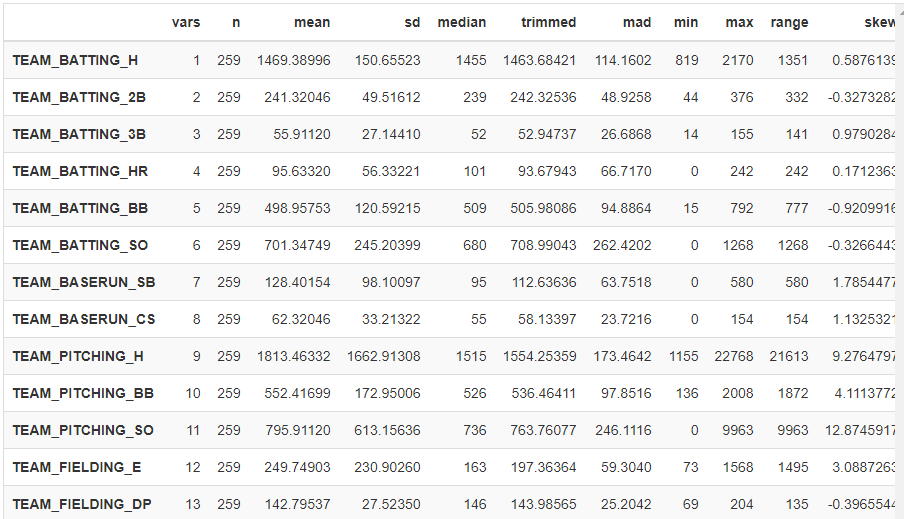 vars n mean sd median trimmed mad min max range skew
TEAM_BATTING_H 1 259 1469.38996 150.65523 1455 1463.68421 114.1602 819 2170 1351 0.5876139
TEAM_BATTING_2B 2 259 241.32046 49.51612 239 242.32536 48.9258 44 376 332 -0.3273282
TEAM_BATTING_3B 3 259 55.91120 27.14410 52 52.94737 26.6868 14 155 141 0.9790284
TEAM_BATTING_HR 4 259 95.63320 56.33221 101 93.67943 66.7170 0 242 242 0.1712363
TEAM_BATTING_BB 5 259 498.95753 120.59215 509 505.98086 94.8864 15 792 777 -0.9209916
TEAM_BATTING_SO 6 259 701.34749 245.20399 680 708.99043 262.4202 0 1268 1268 -0.3266443
TEAM_BASERUN_SB 7 259 128.40154 98.10097 95 112.63636 63.7518 0 580 580 1.7854477
TEAM_BASERUN_CS 8 259 62.32046 33.21322 55 58.13397 23.7216 0 154 154 1.1325321
TEAM_PITCHING_H 9 259 1813.46332 1662.91308 1515 1554.25359 173.4642 1155 22768 21613 9.2764797
TEAM_PITCHING_BB 10 259 552.41699 172.95006 526 536.46411 97.8516 136 2008 1872 4.1113772
TEAM_PITCHING_SO 11 259 795.91120 613.15636 736 763.76077 246.1116 0 9963 9963 12.8745917
TEAM_FIELDING_E 12 259 249.74903 230.90260 163 197.36364 59.3040 73 1568 1495 3.0887263
TEAM_FIELDING_DP 13 259 142.79537 27.52350 146 143.98565 25.2042 69 204 135 -0.3965544